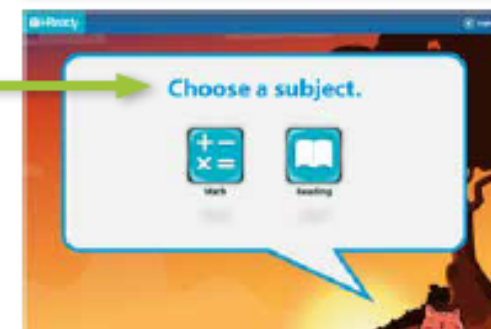 i-Ready
Choose a subject.
+ −
× =
Math
Reading